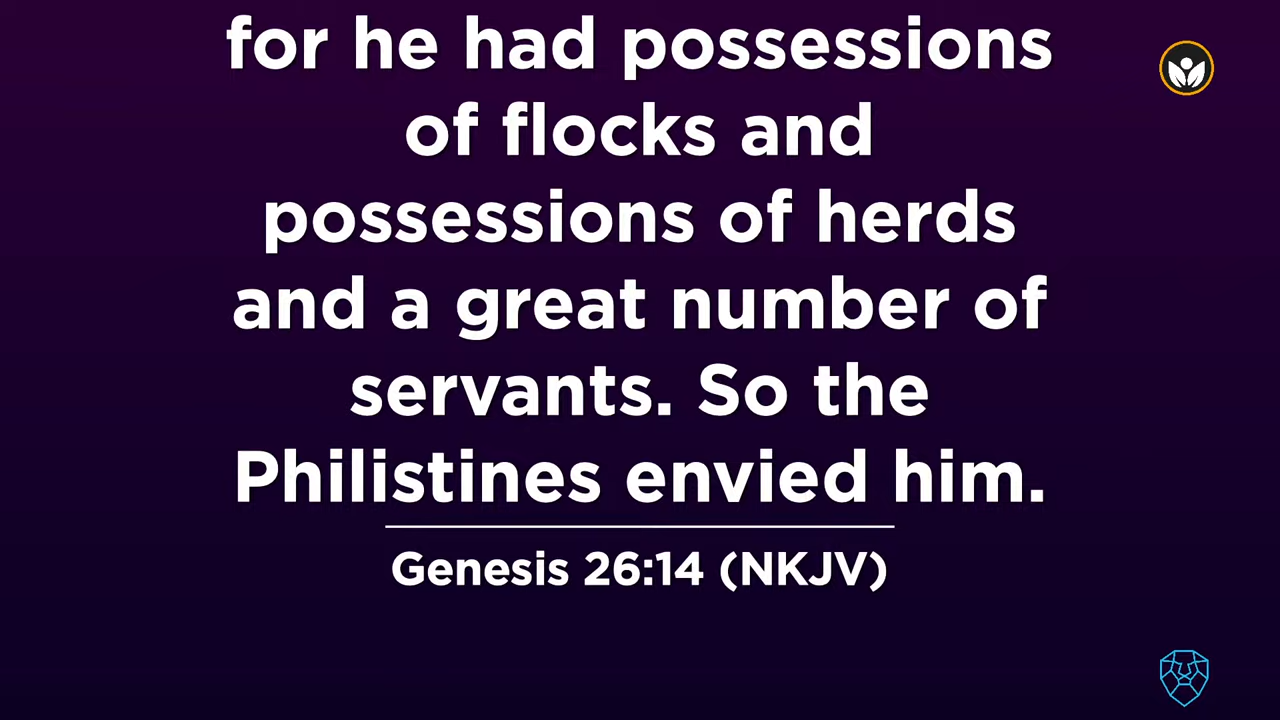 for he had possessions
of flocks and
possessions of herds
and a great number of
servants. So the
Philistines envied him.
Genesis 26:14 (NKJV)